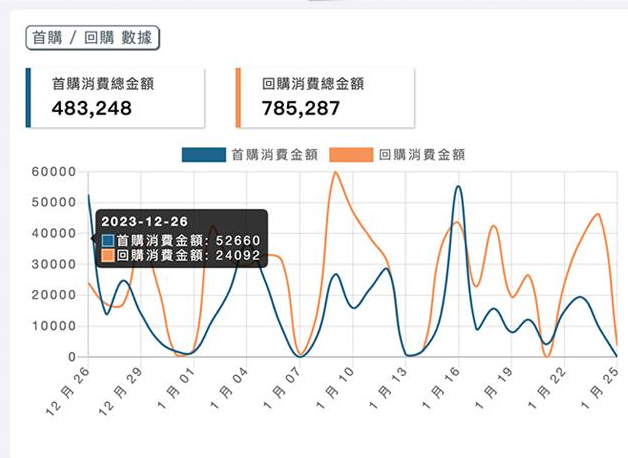 首購 / 回購 數據
首購消費總金額
483,248
回購消費總金額
785,287
首購消費金額 回購消費金額
60000
50000
40000
30000
20000
10000
0
2023-12-26
首購消費金額: 52660
回購消費金額: 24092
12 月 26
12 月 29
1 月 01
1 月 04
1 月 07
1 月 10
1 月 13
1 月 16
1 月 19
1 月 22
1 月 25